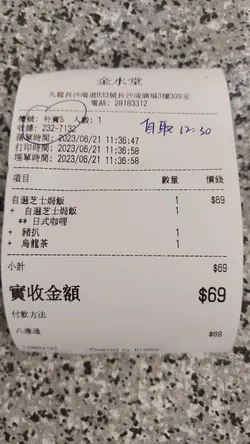 金水堂
九龍長沙灣道833號長沙灣廣場3樓309室
電話: 28183312
檯號: 外賣5 人數: 1
收據: 232-7132
自取 12:30
落單時間: 2023/06/21 11:36:47
打印時間: 2023/06/21 11:36:58
埋單時間: 2023/06/21 11:36:58
項目 數量 價錢
自選芝士焗飯 1 $69
+ 自選芝士焗飯 1
** 日式咖喱
+ 豬扒 1
+ 烏龍茶 1
小計 $69
實收金額 $69
付款方法
八達通 $69